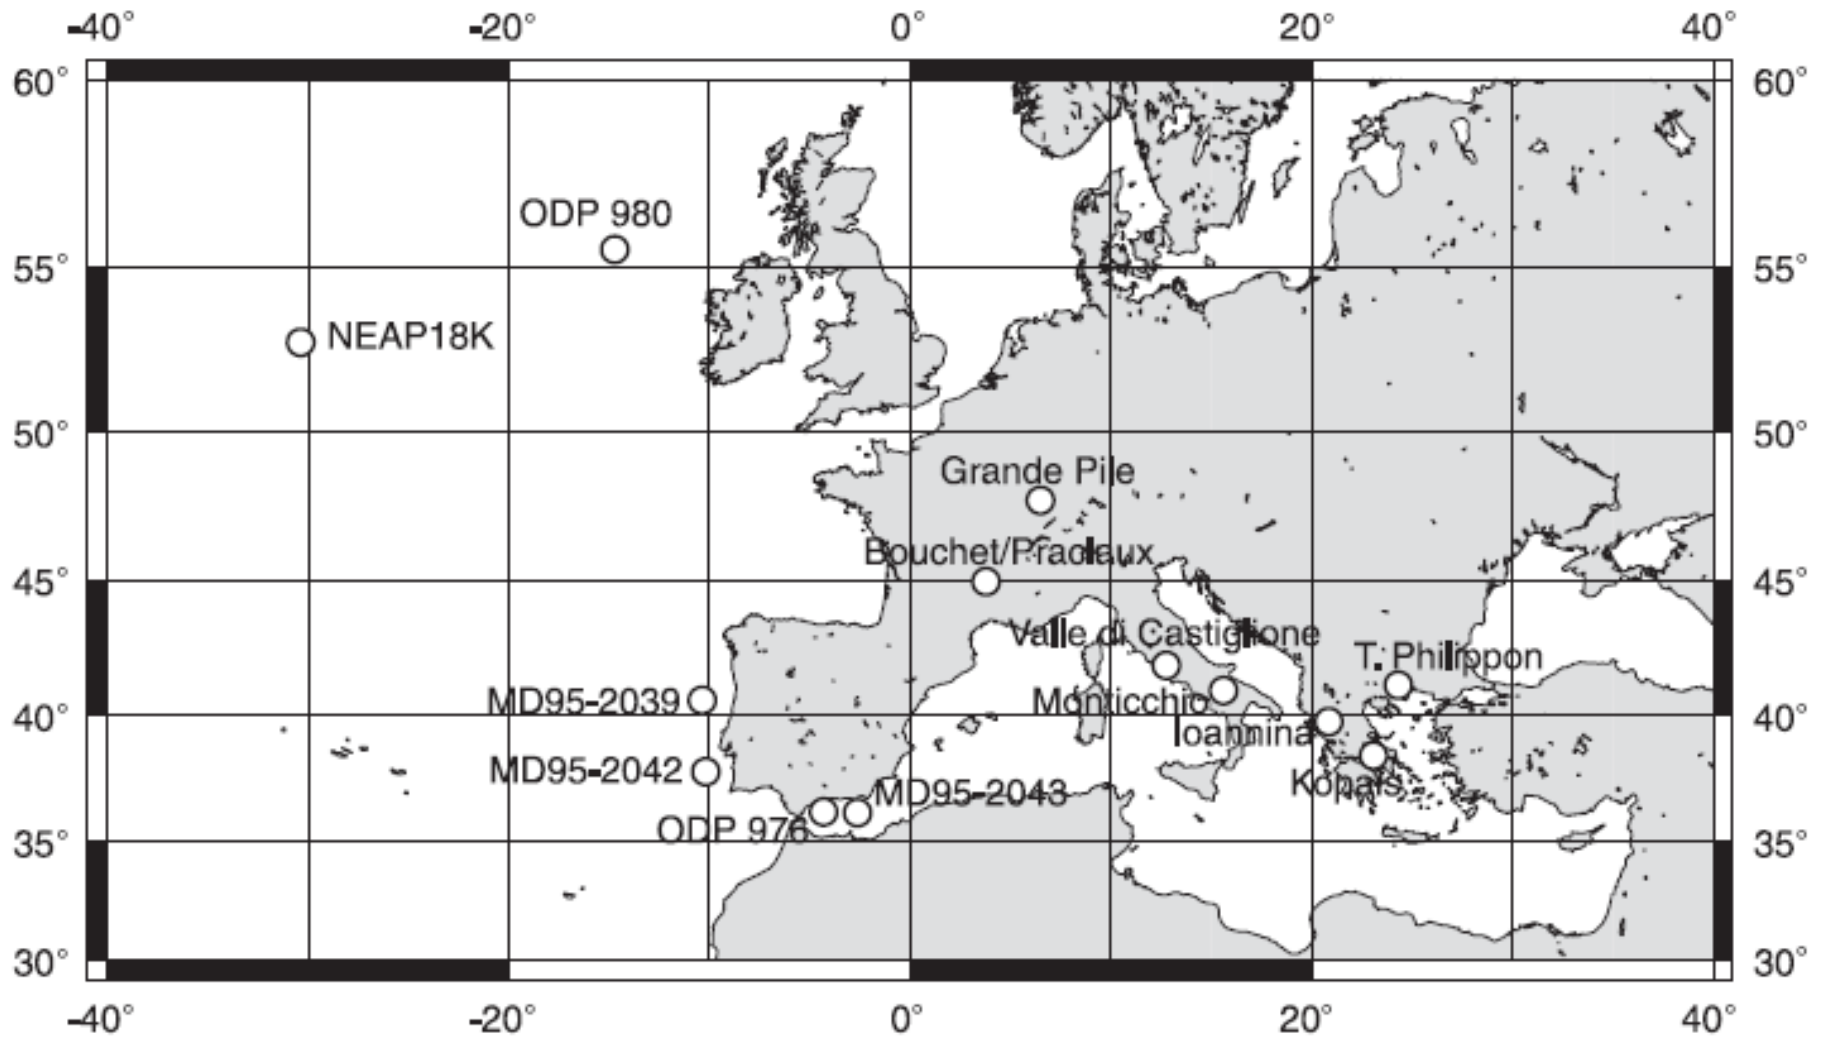 -40° -20° 0° 20° 40°
60° 60°
ODP 980
55° 55°
NEAP18K
50° 50°
Grande Pile
Bouchet/Praclaux
45° 45°
Valle di Castiglione
T. Philippon
MD95-2039
Monticchio
40° 40°
Ioannina
MD95-2042
Kopais
MD95-2043
ODP 976
35° 35°
30° 30°
-40° -20° 0° 20° 40°